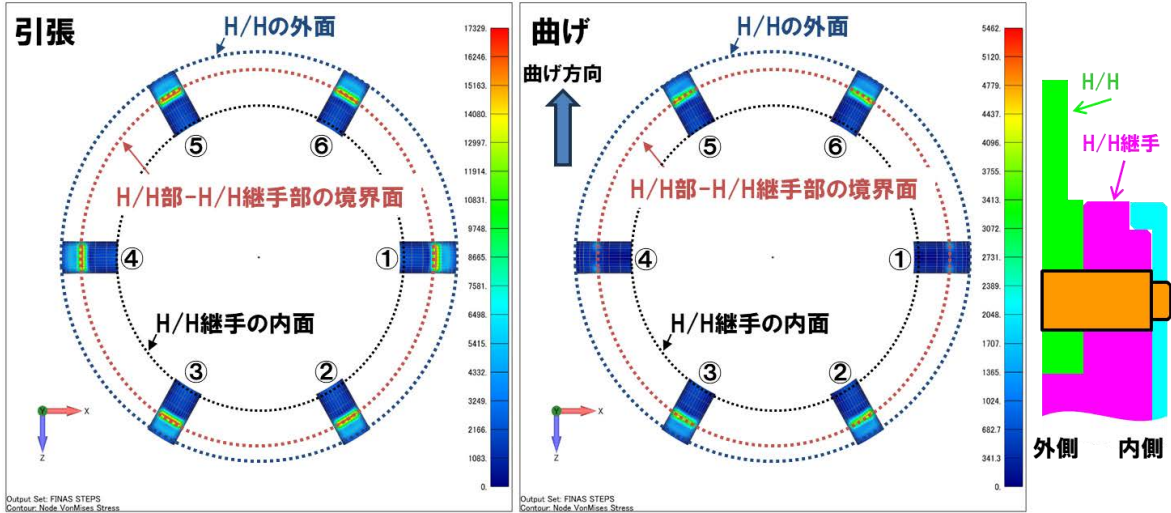 引張
H/Hの外面
⑤
⑥
H/H部-H/H継手部の境界面
④
①
H/H継手の内面
③
②
X
Y
Z
Output Set: FINAS STEPS
Contour: Node VonMises Stress
17329.
16246.
15163.
14080.
12997.
11914.
10831.
9748.
8665.
7581.
6498.
5415.
4332.
3249.
2166.
1083.
0.
曲げ
曲げ方向
H/Hの外面
⑤
⑥
H/H部-H/H継手部の境界面
④
①
H/H継手の内面
③
②
X
Y
Z
Output Set: FINAS STEPS
Contour: Node VonMises Stress
5462.
5120.
4779.
4437.
4096.
3755.
3413.
3072.
2731.
2389.
2048.
1707.
1365.
1024.
682.7
341.3
0.
H/H
H/H継手
外側
内側